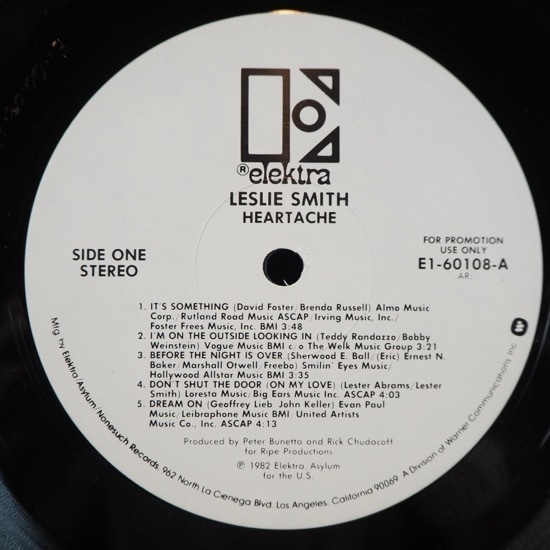 ® elektra
LESLIE SMITH
HEARTACHE
SIDE ONE
STEREO
FOR PROMOTION
USE ONLY
E1-60108-A
AR
1. IT'S SOMETHING (David Foster/Brenda Russell) Almo Music
Corp./Rutland Road Music ASCAP/Irving Music, Inc./
Foster Frees Music, Inc. BMI 3:48
2. I'M ON THE OUTSIDE LOOKING IN (Teddy Randazzo/Bobby
Weinstein) Vogue Music BMI c o The Welk Music Group 3:21
3. BEFORE THE NIGHT IS OVER (Sherwood E. Ball/(Eric) Ernest N.
Baker/Marshall Otwell/Freebo) Smilin' Eyes Music/
Hollywood Allstar Music BMI 3:35
4. DON'T SHUT THE DOOR (ON MY LOVE) (Lester Abrams/Lester
Smith) Loresta Music/Big Ears Music Inc. ASCAP 4:03
5. DREAM ON (Geoffrey Lieb John Keller) Evan Paul
Music/Leibraphone Music BMI/United Artists
Music Co., Inc. ASCAP 4:13
Produced by Peter Bunetta and Rick Chudacoff
for Ripe Productions
℗ 1982 Elektra Asylum
for the U.S.
Mfg. by Elektra/Asylum/Nonesuch Records, 962 North La Cienega Blvd. Los Angeles, California 90069 A Division of Warner Communications Inc.